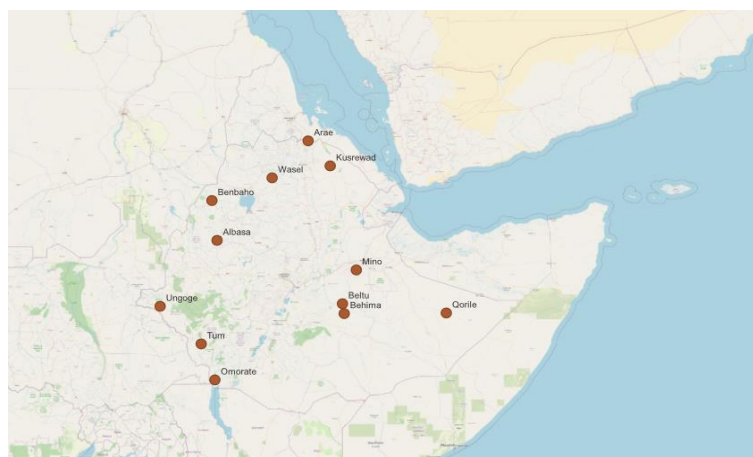 Arae
Kusrewad
Wasel
Benbaho
Albasa
Mino
Beltu
Behima
Qorile
Ungoge
Tum
Omorate